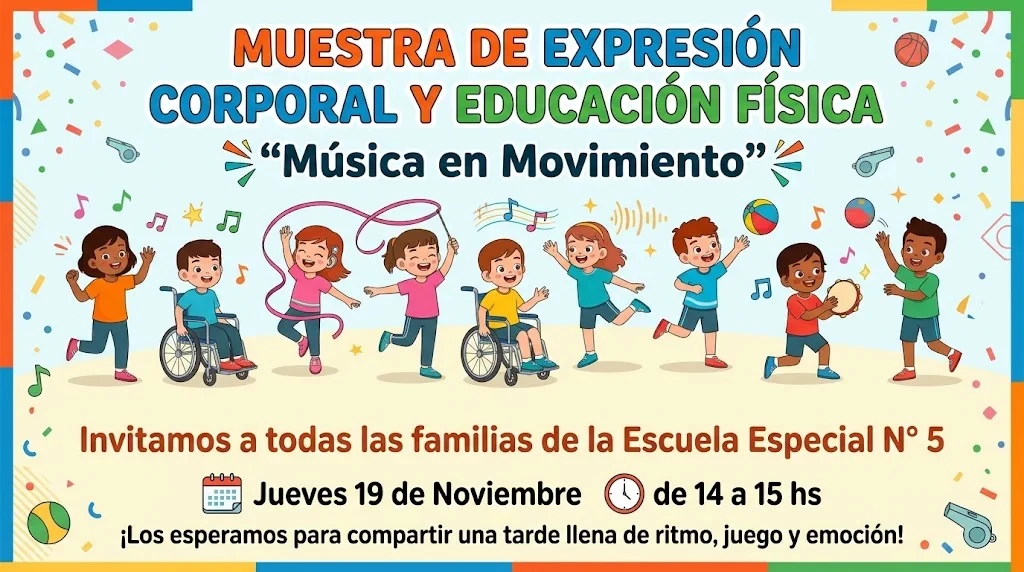 MUESTRA DE EXPRESIÓN
CORPORAL Y EDUCACIÓN FÍSICA
“Música en Movimiento”
Invitamos a todas las familias de la Escuela Especial N° 5
Jueves 19 de Noviembre de 14 a 15 hs
¡Los esperamos para compartir una tarde llena de ritmo, juego y emoción!